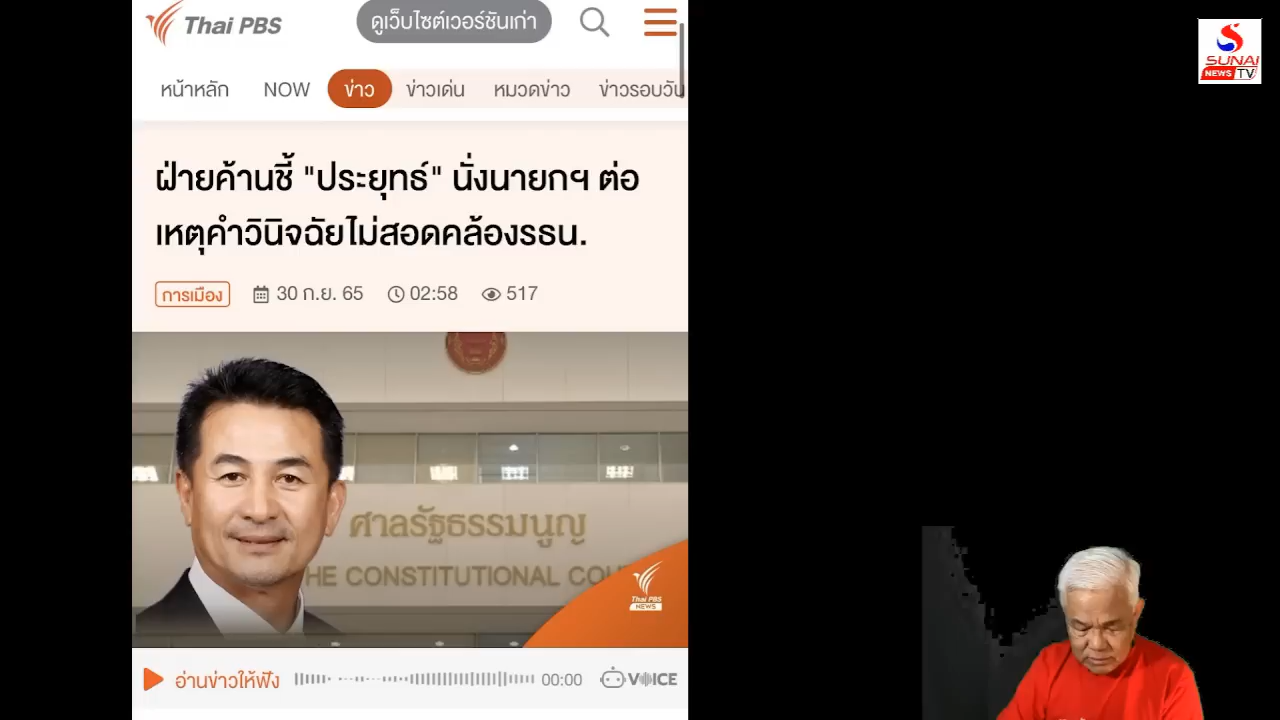 Thai PBS
ดูเว็บไซต์เวอร์ชันเก่า
SUNAI
NEWS TV
หน้าหลัก NOW ข่าว ข่าวเด่น หมวดข่าว ข่าวรอบวัน
ฝ่ายค้านชี้ "ประยุทธ์" นั่งนายกฯ ต่อ
เหตุคำวินิจฉัยไม่สอดคล้องรธน.
การเมือง 30 ก.ย. 65 02:58 517
ศาลรัฐธรรมนูญ
THE CONSTITUTIONAL COU
Thai PBS
NEWS
อ่านข่าวให้ฟัง 00:00 VOICE